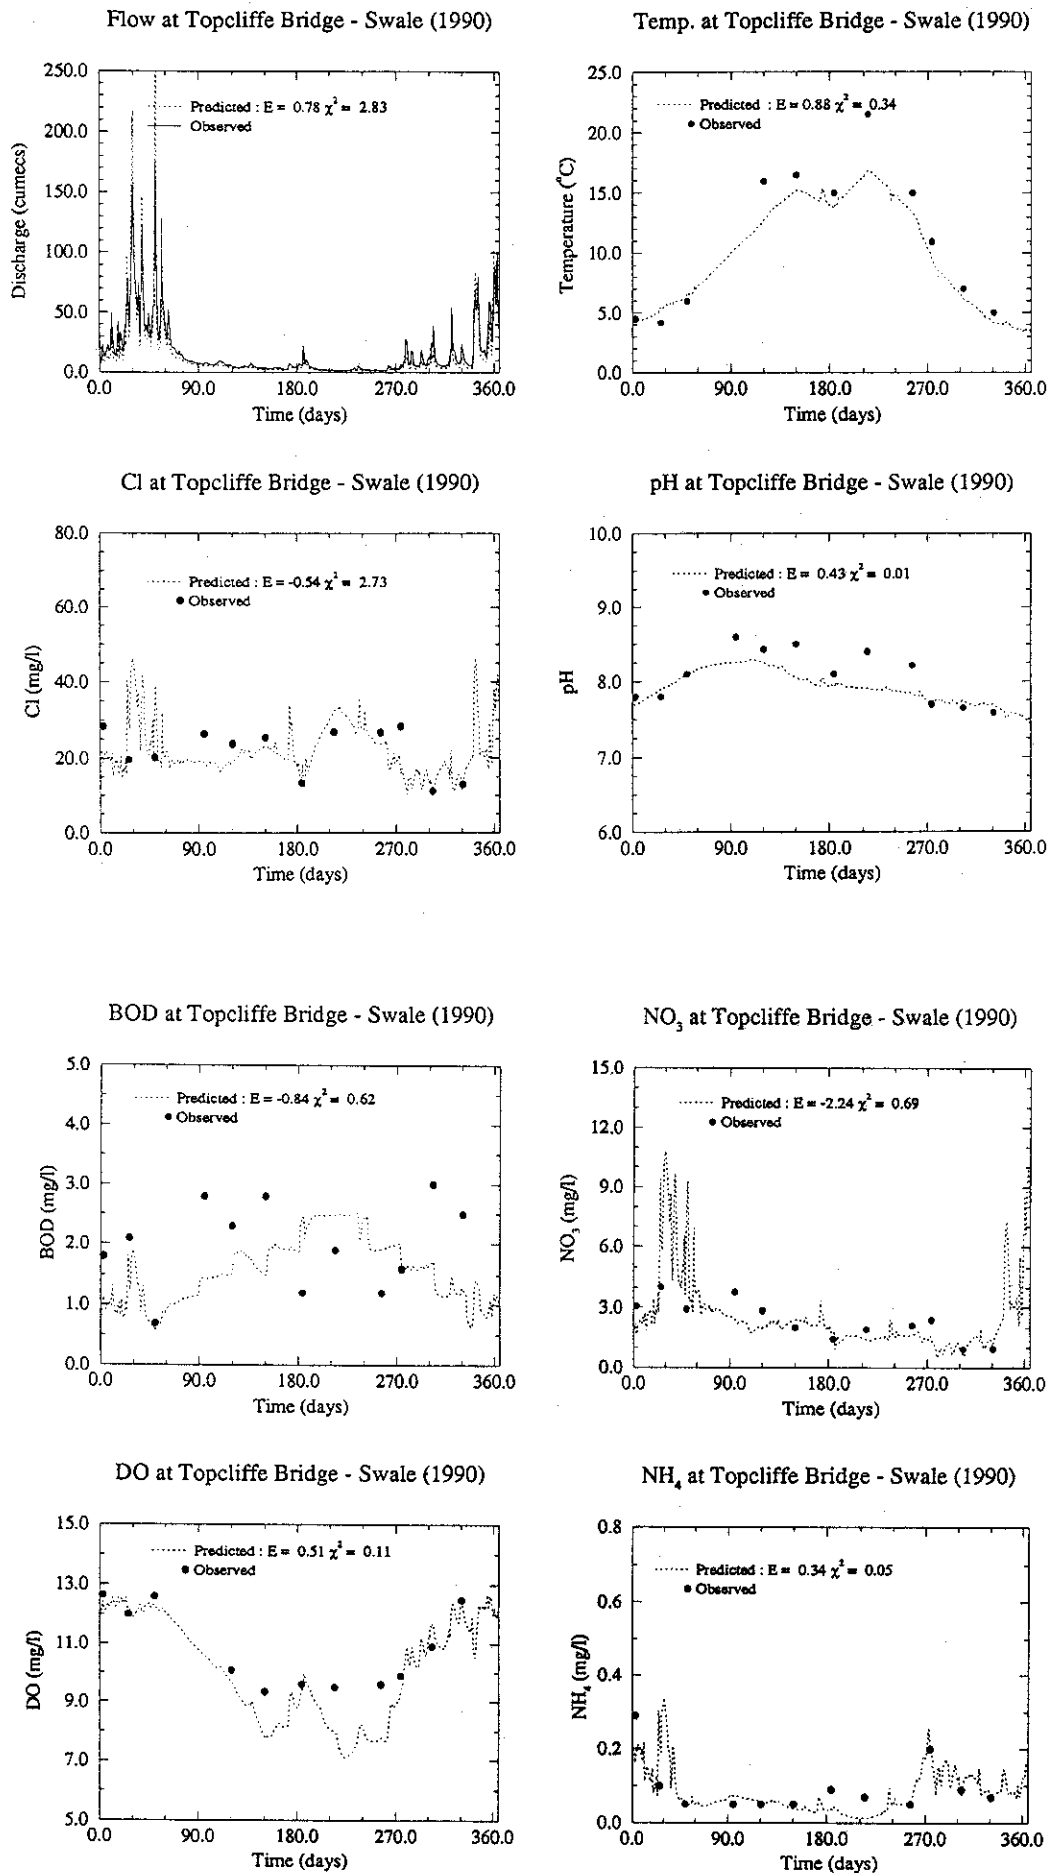 Flow at Topcliffe Bridge - Swale (1990)
250.0
200.0
150.0
100.0
50.0
0.0
Discharge (cumecs)
Predicted : E = 0.78 χ² = 2.83
Observed
0.0 90.0 180.0 270.0 360.0
Time (days)
Temp. at Topcliffe Bridge - Swale (1990)
25.0
20.0
15.0
10.0
5.0
0.0
Temperature (°C)
Predicted : E = 0.88 χ² = 0.34
Observed
0.0 90.0 180.0 270.0 360.0
Time (days)
Cl at Topcliffe Bridge - Swale (1990)
80.0
60.0
40.0
20.0
0.0
Cl (mg/l)
Predicted : E = -0.54 χ² = 2.73
Observed
0.0 90.0 180.0 270.0 360.0
Time (days)
pH at Topcliffe Bridge - Swale (1990)
10.0
9.0
8.0
7.0
6.0
pH
Predicted : E = 0.43 χ² = 0.01
Observed
0.0 90.0 180.0 270.0 360.0
Time (days)
BOD at Topcliffe Bridge - Swale (1990)
5.0
4.0
3.0
2.0
1.0
0.0
BOD (mg/l)
Predicted : E = -0.84 χ² = 0.62
Observed
0.0 90.0 180.0 270.0 360.0
Time (days)
NO₃ at Topcliffe Bridge - Swale (1990)
15.0
12.0
9.0
6.0
3.0
0.0
NO₃ (mg/l)
Predicted : E = -2.24 χ² = 0.69
Observed
0.0 90.0 180.0 270.0 360.0
Time (days)
DO at Topcliffe Bridge - Swale (1990)
15.0
13.0
11.0
9.0
7.0
5.0
DO (mg/l)
Predicted : E = 0.51 χ² = 0.11
Observed
0.0 90.0 180.0 270.0 360.0
Time (days)
NH₄ at Topcliffe Bridge - Swale (1990)
0.8
0.6
0.4
0.2
0.0
NH₄ (mg/l)
Predicted : E = 0.34 χ² = 0.05
Observed
0.0 90.0 180.0 270.0 360.0
Time (days)